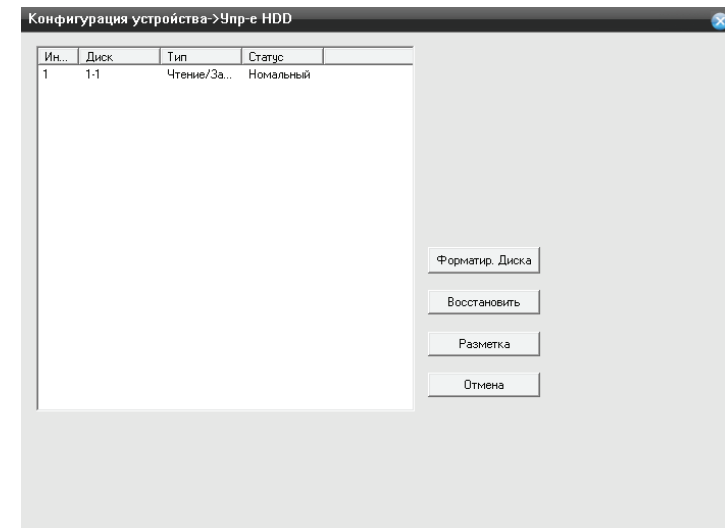 Конфигурация устройства->Упр-е HDD
Ин... Диск Тип Статус
1 1-1 Чтение/За... Номальный
Форматир. Диска
Восстановить
Разметка
Отмена